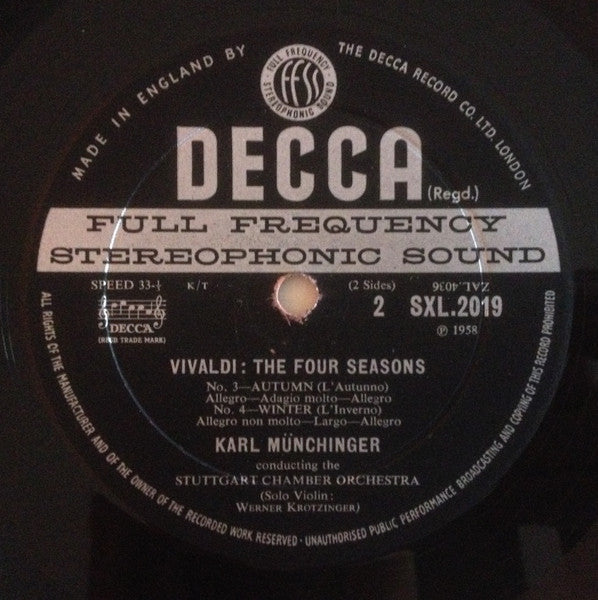 MADE IN ENGLAND BY THE DECCA RECORD CO. LTD. LONDON
FULL FREQUENCY
FFSS
STEREOPHONIC SOUND
DECCA (Regd.)
FULL FREQUENCY
STEREOPHONIC SOUND
SPEED 33-⅓ K/T (2 Sides) ZAL.4036
DECCA
(REGD TRADE MARK)
2 SXL.2019
℗ 1958
VIVALDI : THE FOUR SEASONS
No. 3—AUTUMN (L'Autunno)
Allegro—Adagio molto—Allegro
No. 4—WINTER (L'Inverno)
Allegro non molto—Largo—Allegro
KARL MÜNCHINGER
conducting the
STUTTGART CHAMBER ORCHESTRA
(Solo Violin :
WERNER KROTZINGER)
ALL RIGHTS OF THE MANUFACTURER AND OF THE OWNER OF THE RECORDED WORK RESERVED · UNAUTHORISED PUBLIC PERFORMANCE BROADCASTING AND COPYING OF THIS RECORD PROHIBITED